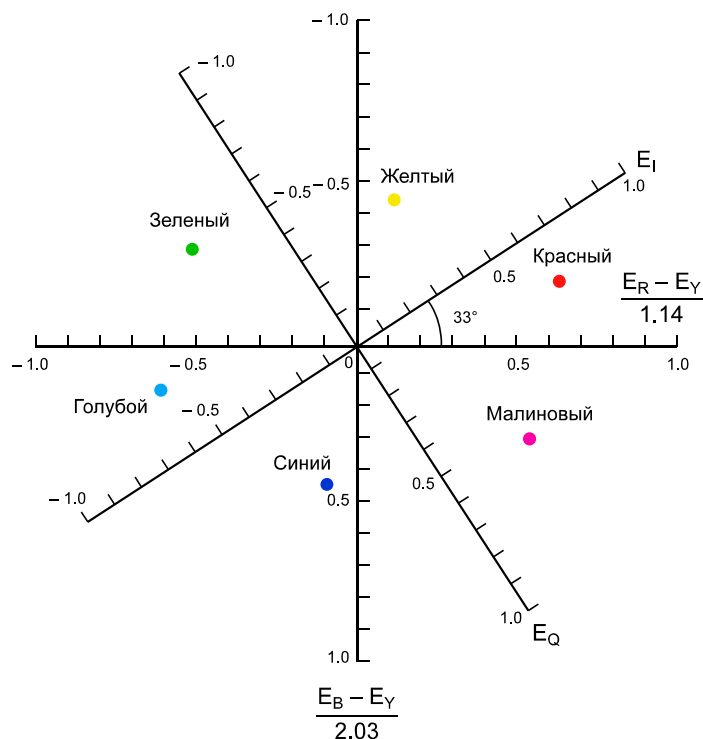 – 1.0
– 1.0
– 0.5
– 0.5
Желтый
E_I
1.0
Зеленый
0.5
Красный
E_R – E_Y
1.14
33°
– 1.0
– 0.5
0
0.5
1.0
Голубой
– 0.5
Малиновый
Синий
0.5
0.5
– 1.0
1.0
E_Q
1.0
E_B – E_Y
2.03